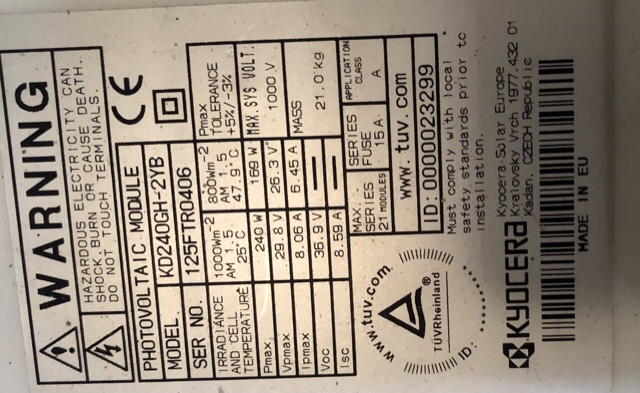 WARNING
HAZARDOUS ELECTRICITY CAN
SHOCK, BURN OR CAUSE DEATH.
DO NOT TOUCH TERMINALS.
PHOTOVOLTAIC MODULE
MODEL KD240GH-2YB
SER NO. 125FTR0406
CE
IRRADIANCE AND CELL TEMPERATURE 1000Wm-2 AM 1.5 25°C 800Wm-2 AM 1.5 47.9°C Pmax TOLERANCE +5%/-3%
Pmax 240 W 169 W MAX.SYS VOLT.
Vpmax 29.8 V 26.3 V 1000 V
Ipmax 8.06 A 6.45 A MASS
Voc 36.9 V 21.0 kg
Isc 8.59 A
MAX. SERIES 21 MODULES SERIES FUSE 15 A APPLICATION CLASS A
www.tuv.com
TÜVRheinland
®
ID:
www.tuv.com
ID: 0000023299
Must comply with local
safety standards prior to
installation.
KYOCERA
Kyocera Solar Europe
Kralovsky Vrch 1977,432 01
Kadan, CZECH Republic
MADE IN EU